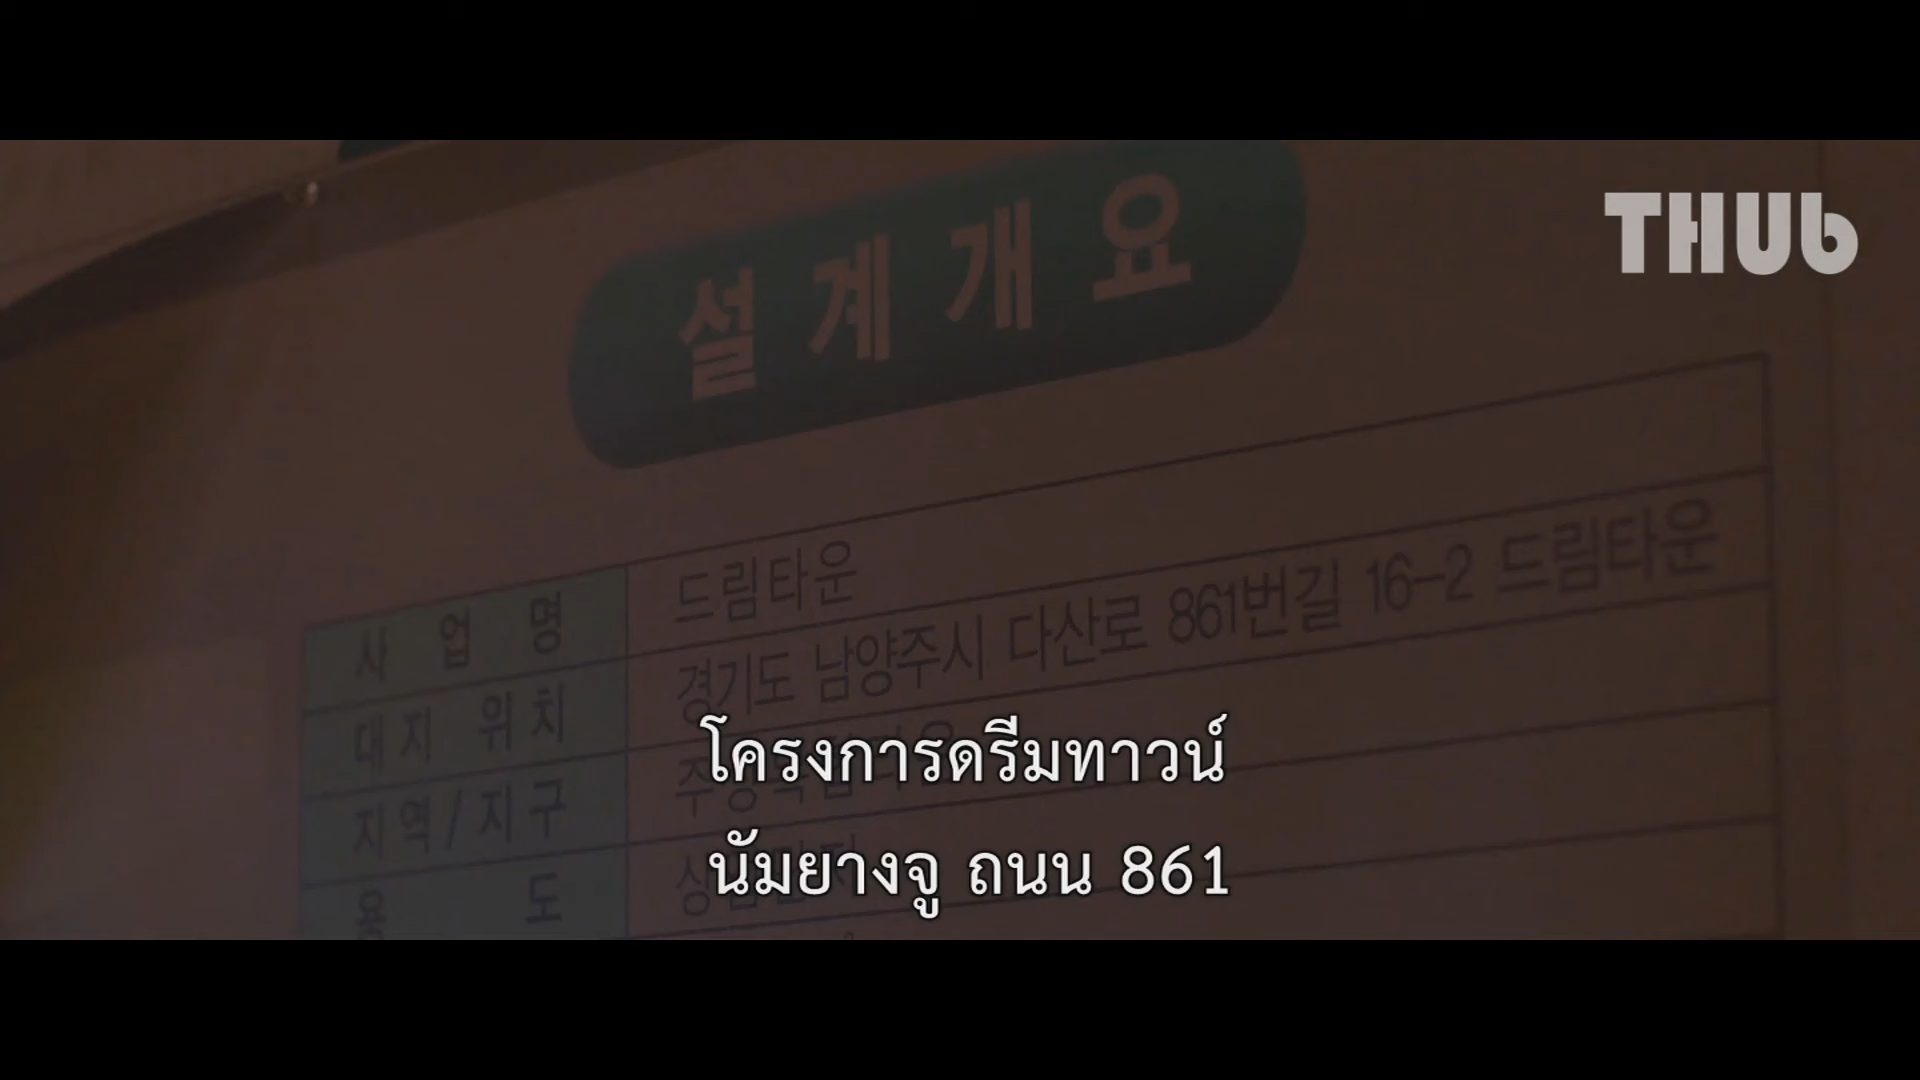 THUb
설계개요
사업명 드림타운
대지위치 경기도 남양주시 다산로 861번길 16-2 드림타운
지역/지구
용도
โครงการดรีมทาวน์
นัมยางจู ถนน 861